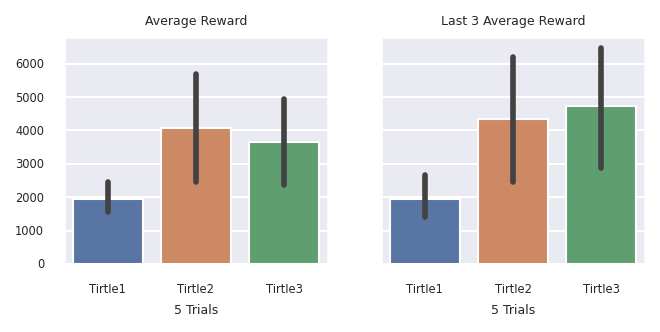 Average Reward
Last 3 Average Reward
6000
5000
4000
3000
2000
1000
0
Tirtle1 Tirtle2 Tirtle3
5 Trials
Tirtle1 Tirtle2 Tirtle3
5 Trials